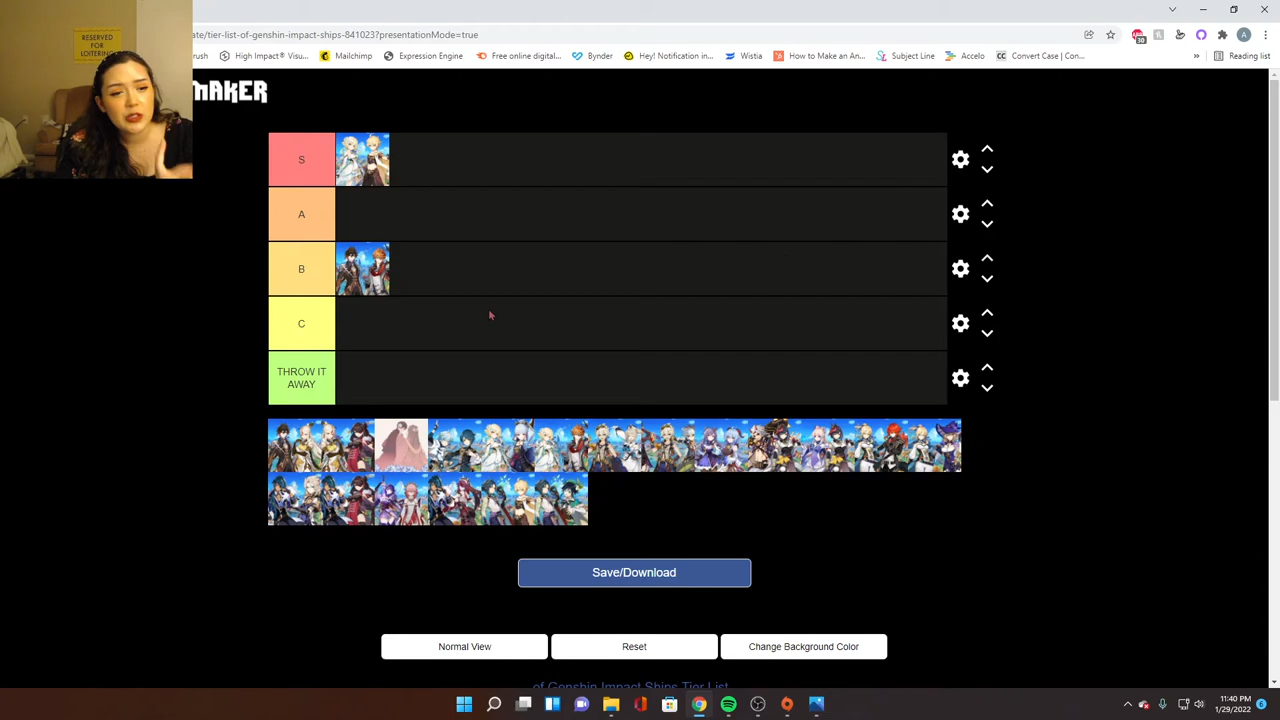 RESERVED
FOR
LOITERING
ate/tier-list-of-genshin-impact-ships-841023?presentationMode=true
rush
High Impact® Visu...
Mailchimp
Expression Engine
Free online digital...
Bynder
Hey! Notification in...
Wistia
How to Make an An...
Subject Line
Accelo
CC Convert Case | Con...
»
Reading list
30
A
MAKER
S
A
B
C
THROW IT
AWAY
Save/Download
Normal View
Reset
Change Background Color
of Genshin Impact Ships Tier List
11:40 PM
1/29/2022
6